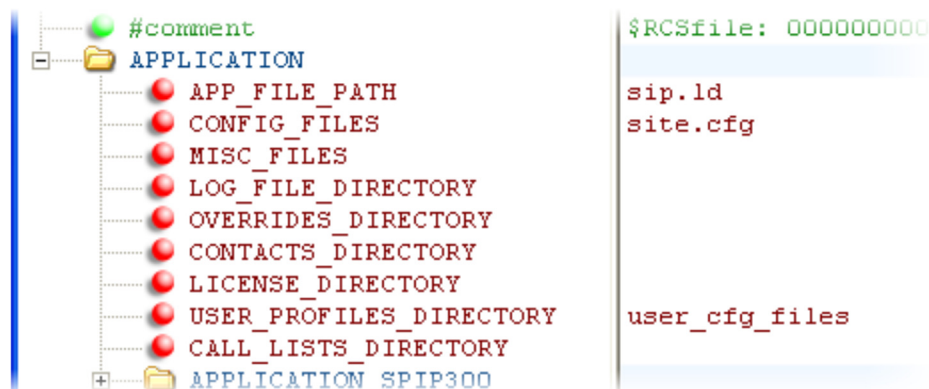 #comment $RCSfile: 000000000
APPLICATION
APP_FILE_PATH sip.ld
CONFIG_FILES site.cfg
MISC_FILES
LOG_FILE_DIRECTORY
OVERRIDES_DIRECTORY
CONTACTS_DIRECTORY
LICENSE_DIRECTORY
USER_PROFILES_DIRECTORY user_cfg_files
CALL_LISTS_DIRECTORY
APPLICATION_SPIP300